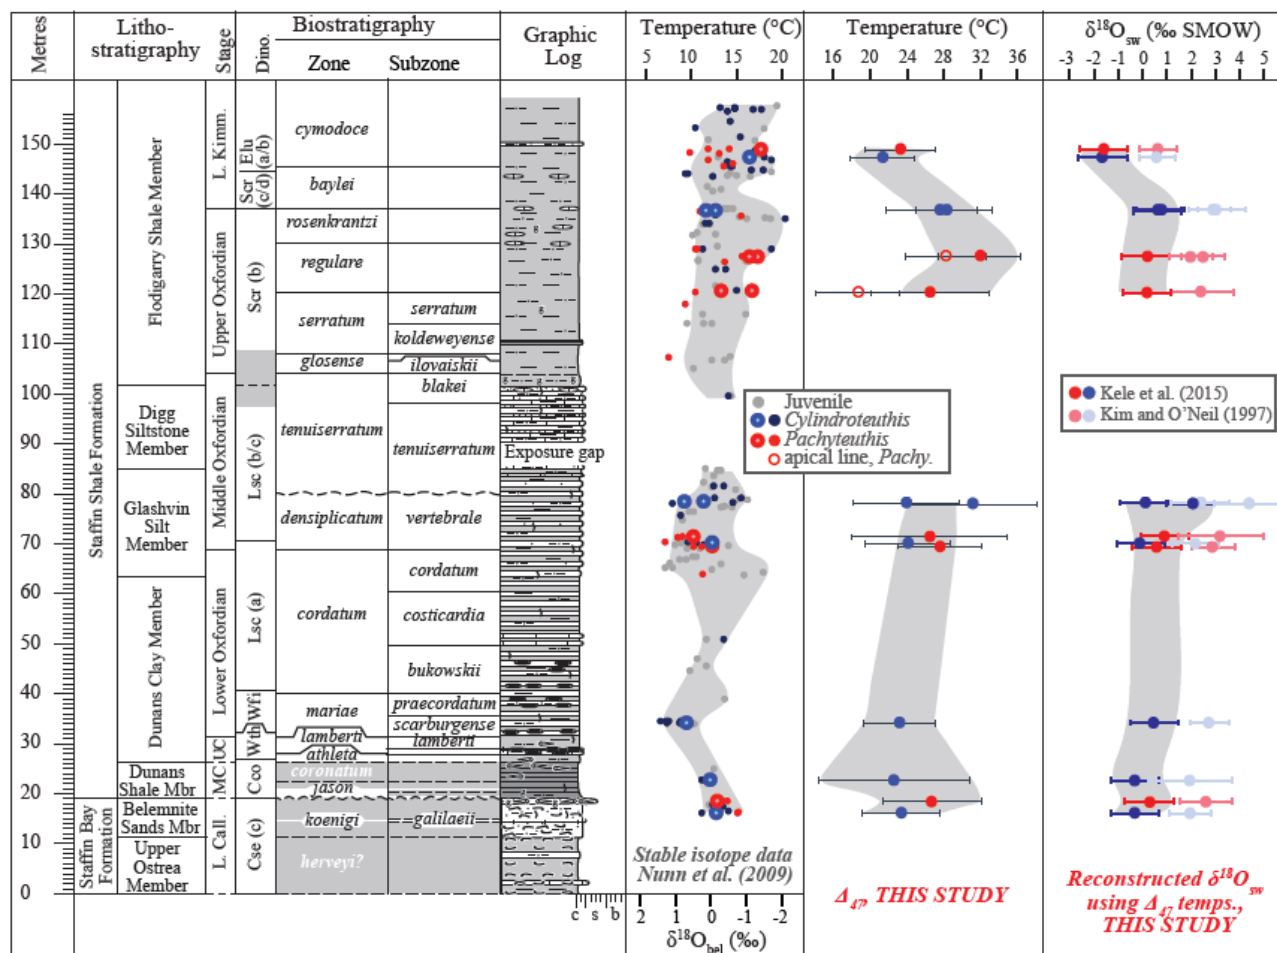 Metres
Litho-
stratigraphy
Stage
Dino.
Biostratigraphy
Zone
Subzone
Graphic
Log
Temperature (°C)
5 10 15 20
Temperature (°C)
16 20 24 28 32 36
δ¹⁸Osw (‰ SMOW)
-3 -2 -1 0 1 2 3 4 5
150
140
130
120
110
100
90
80
70
60
50
40
30
20
10
0
Staffin Shale Formation
Staffin Bay
Formation
Flodigarry Shale Member
Digg
Siltstone
Member
Glashvin
Silt
Member
Dunans Clay Member
Dunans
Shale Mbr
Belemnite
Sands Mbr
Upper
Ostrea
Member
L. Kimm.
Upper Oxfordian
Middle Oxfordian
Lower Oxfordian
UC
MC
L. Call.
Elu
(a/b)
Scr
(c/d)
Scr (b)
Lsc (b/c)
Lsc (a)
Wfi
Wth
Cco
Cse (c)
cymodoce
baylei
rosenkrantzi
regulare
serratum
glosense
tenuiserratum
densiplicatum
cordatum
mariae
lamberti
athleta
coronatum
jason
koenigi
herveyi?
serratum
koldeweyense
ilovaiskii
blakei
tenuiserratum
vertebrale
cordatum
costicardia
bukowskii
praecordatum
scarburgense
lamberti
galilaeii
Exposure gap
c s b
Juvenile
Cylindroteuthis
Pachyteuthis
apical line, Pachy.
Kele et al. (2015)
Kim and O'Neil (1997)
Stable isotope data
Nunn et al. (2009)
2 1 0 -1 -2
δ¹⁸Obel (‰)
Δ47, THIS STUDY
Reconstructed δ¹⁸Osw
using Δ47 temps.,
THIS STUDY